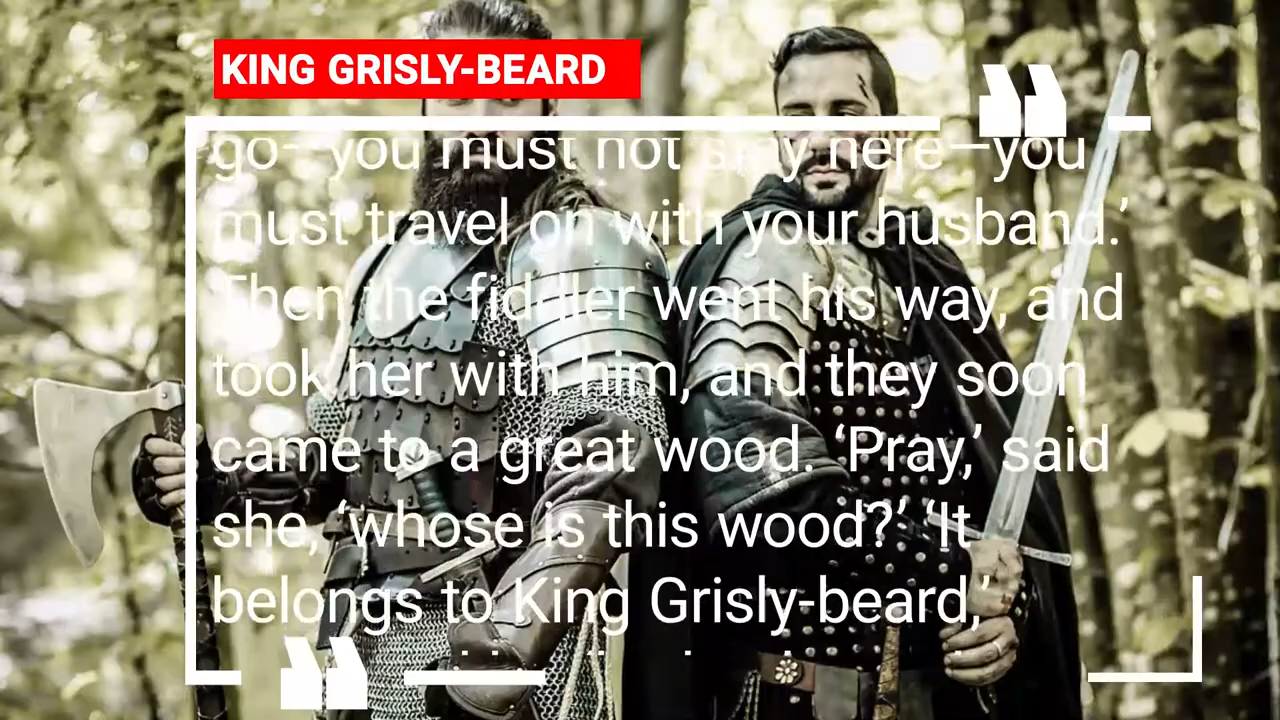 KING GRISLY-BEARD
go—you must not stay here—you
must travel on with your husband.’
Then the fiddler went his way, and
took her with him, and they soon
came to a great wood. ‘Pray,’ said
she, ‘whose is this wood?’ ‘It
belongs to King Grisly-beard,’